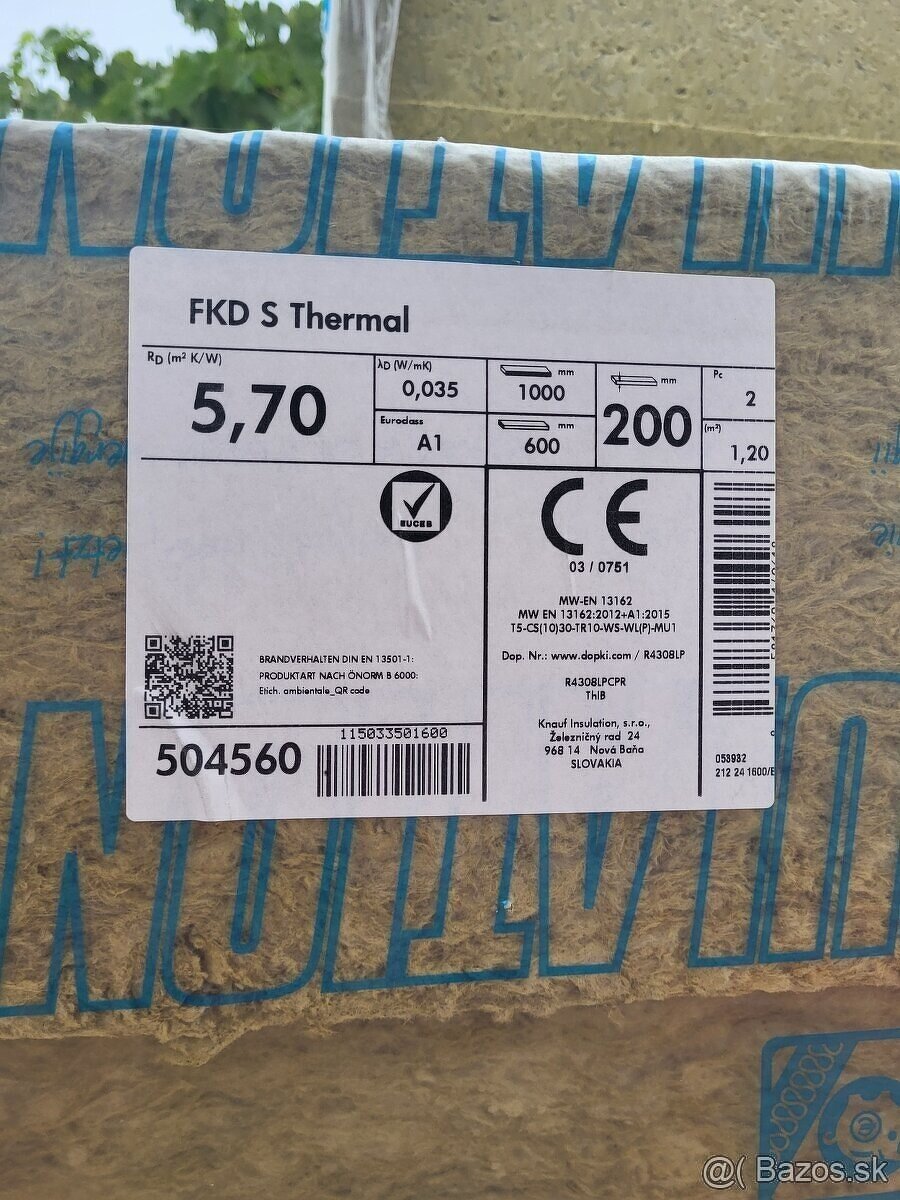 FKD S Thermal
RD (m² K/W)
5,70
λD (W/mK)
0,035
Euroclass
A1
mm
1000
mm
600
mm
200
Pc
2
(m²)
1,20
EUCEB
CE
03 / 0751
MW-EN 13162
MW EN 13162:2012+A1:2015
T5-CS(10)30-TR10-WS-WL(P)-MU1
Dop. Nr.: www.dopki.com / R4308LP
R4308LPCPR
ThIB
Knauf Insulation, s.r.o.,
Železničný rad 24
968 14 Nová Baňa
SLOVAKIA
BRANDVERHALTEN DIN EN 13501-1:
PRODUKTART NACH ÖNORM B 6000:
Etich. ambientale_QR code
504560
115033501600
053932
212 24 1600/E
@( Bazos.sk